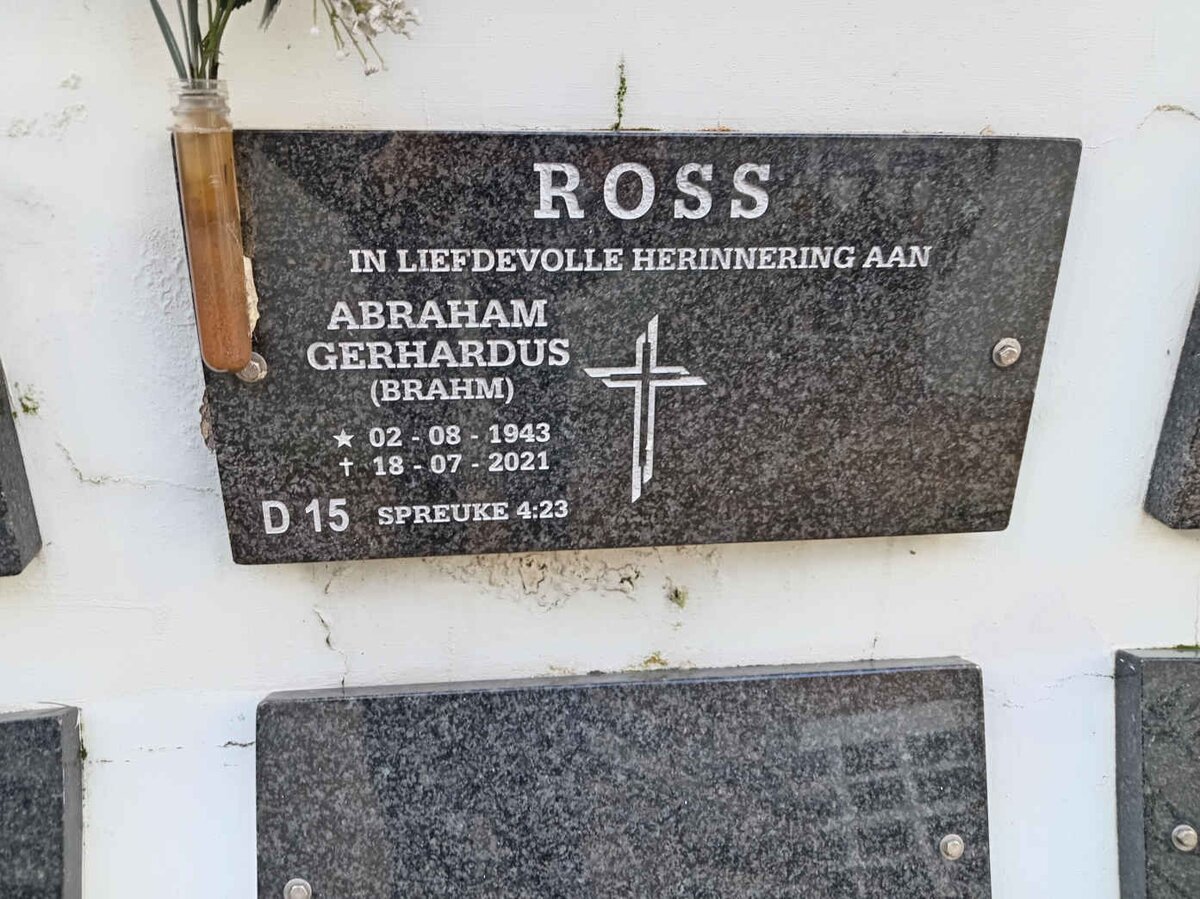 ROSS
IN LIEFDEVOLLE HERINNERING AAN
ABRAHAM
GERHARDUS
(BRAHM)
★ 02 - 08 - 1943
✝ 18 - 07 - 2021
D 15 SPREUKE 4:23